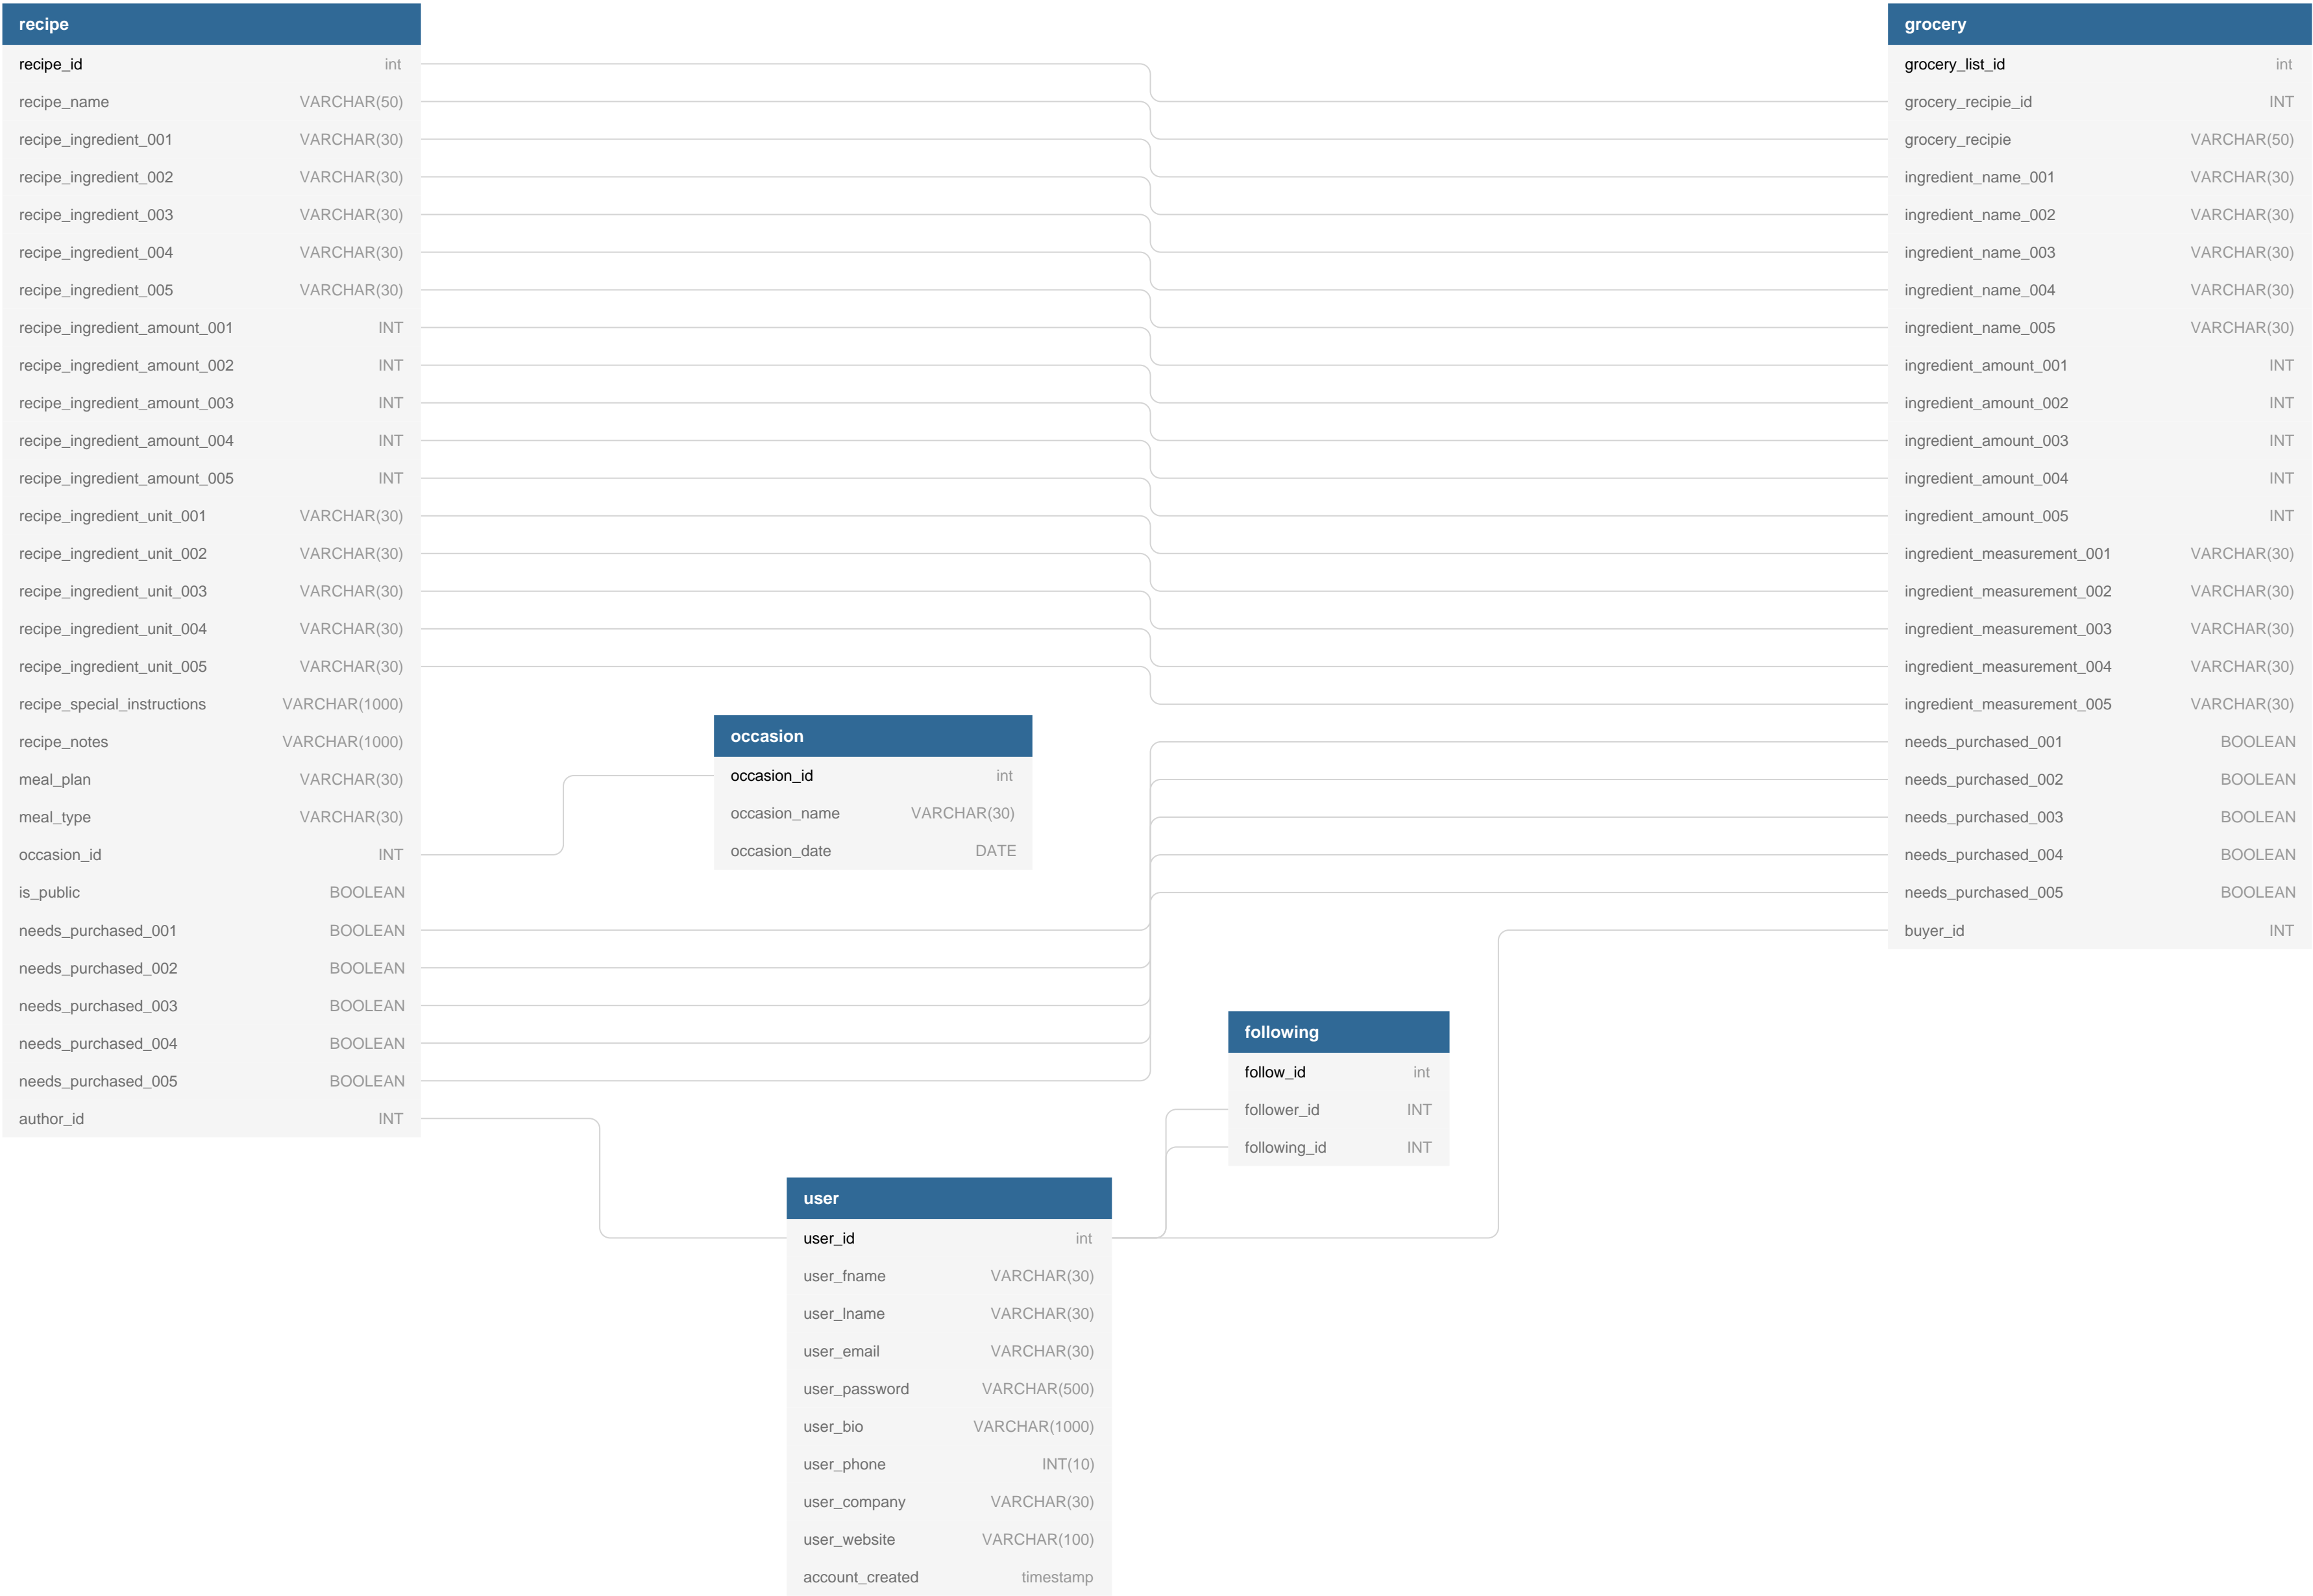 recipe
recipe_id int
recipe_name VARCHAR(50)
recipe_ingredient_001 VARCHAR(30)
recipe_ingredient_002 VARCHAR(30)
recipe_ingredient_003 VARCHAR(30)
recipe_ingredient_004 VARCHAR(30)
recipe_ingredient_005 VARCHAR(30)
recipe_ingredient_amount_001 INT
recipe_ingredient_amount_002 INT
recipe_ingredient_amount_003 INT
recipe_ingredient_amount_004 INT
recipe_ingredient_amount_005 INT
recipe_ingredient_unit_001 VARCHAR(30)
recipe_ingredient_unit_002 VARCHAR(30)
recipe_ingredient_unit_003 VARCHAR(30)
recipe_ingredient_unit_004 VARCHAR(30)
recipe_ingredient_unit_005 VARCHAR(30)
recipe_special_instructions VARCHAR(1000)
recipe_notes VARCHAR(1000)
meal_plan VARCHAR(30)
meal_type VARCHAR(30)
occasion_id INT
is_public BOOLEAN
needs_purchased_001 BOOLEAN
needs_purchased_002 BOOLEAN
needs_purchased_003 BOOLEAN
needs_purchased_004 BOOLEAN
needs_purchased_005 BOOLEAN
author_id INT
occasion
occasion_id int
occasion_name VARCHAR(30)
occasion_date DATE
user
user_id int
user_fname VARCHAR(30)
user_lname VARCHAR(30)
user_email VARCHAR(30)
user_password VARCHAR(500)
user_bio VARCHAR(1000)
user_phone INT(10)
user_company VARCHAR(30)
user_website VARCHAR(100)
account_created timestamp
following
follow_id int
follower_id INT
following_id INT
grocery
grocery_list_id int
grocery_recipie_id INT
grocery_recipie VARCHAR(50)
ingredient_name_001 VARCHAR(30)
ingredient_name_002 VARCHAR(30)
ingredient_name_003 VARCHAR(30)
ingredient_name_004 VARCHAR(30)
ingredient_name_005 VARCHAR(30)
ingredient_amount_001 INT
ingredient_amount_002 INT
ingredient_amount_003 INT
ingredient_amount_004 INT
ingredient_amount_005 INT
ingredient_measurement_001 VARCHAR(30)
ingredient_measurement_002 VARCHAR(30)
ingredient_measurement_003 VARCHAR(30)
ingredient_measurement_004 VARCHAR(30)
ingredient_measurement_005 VARCHAR(30)
needs_purchased_001 BOOLEAN
needs_purchased_002 BOOLEAN
needs_purchased_003 BOOLEAN
needs_purchased_004 BOOLEAN
needs_purchased_005 BOOLEAN
buyer_id INT